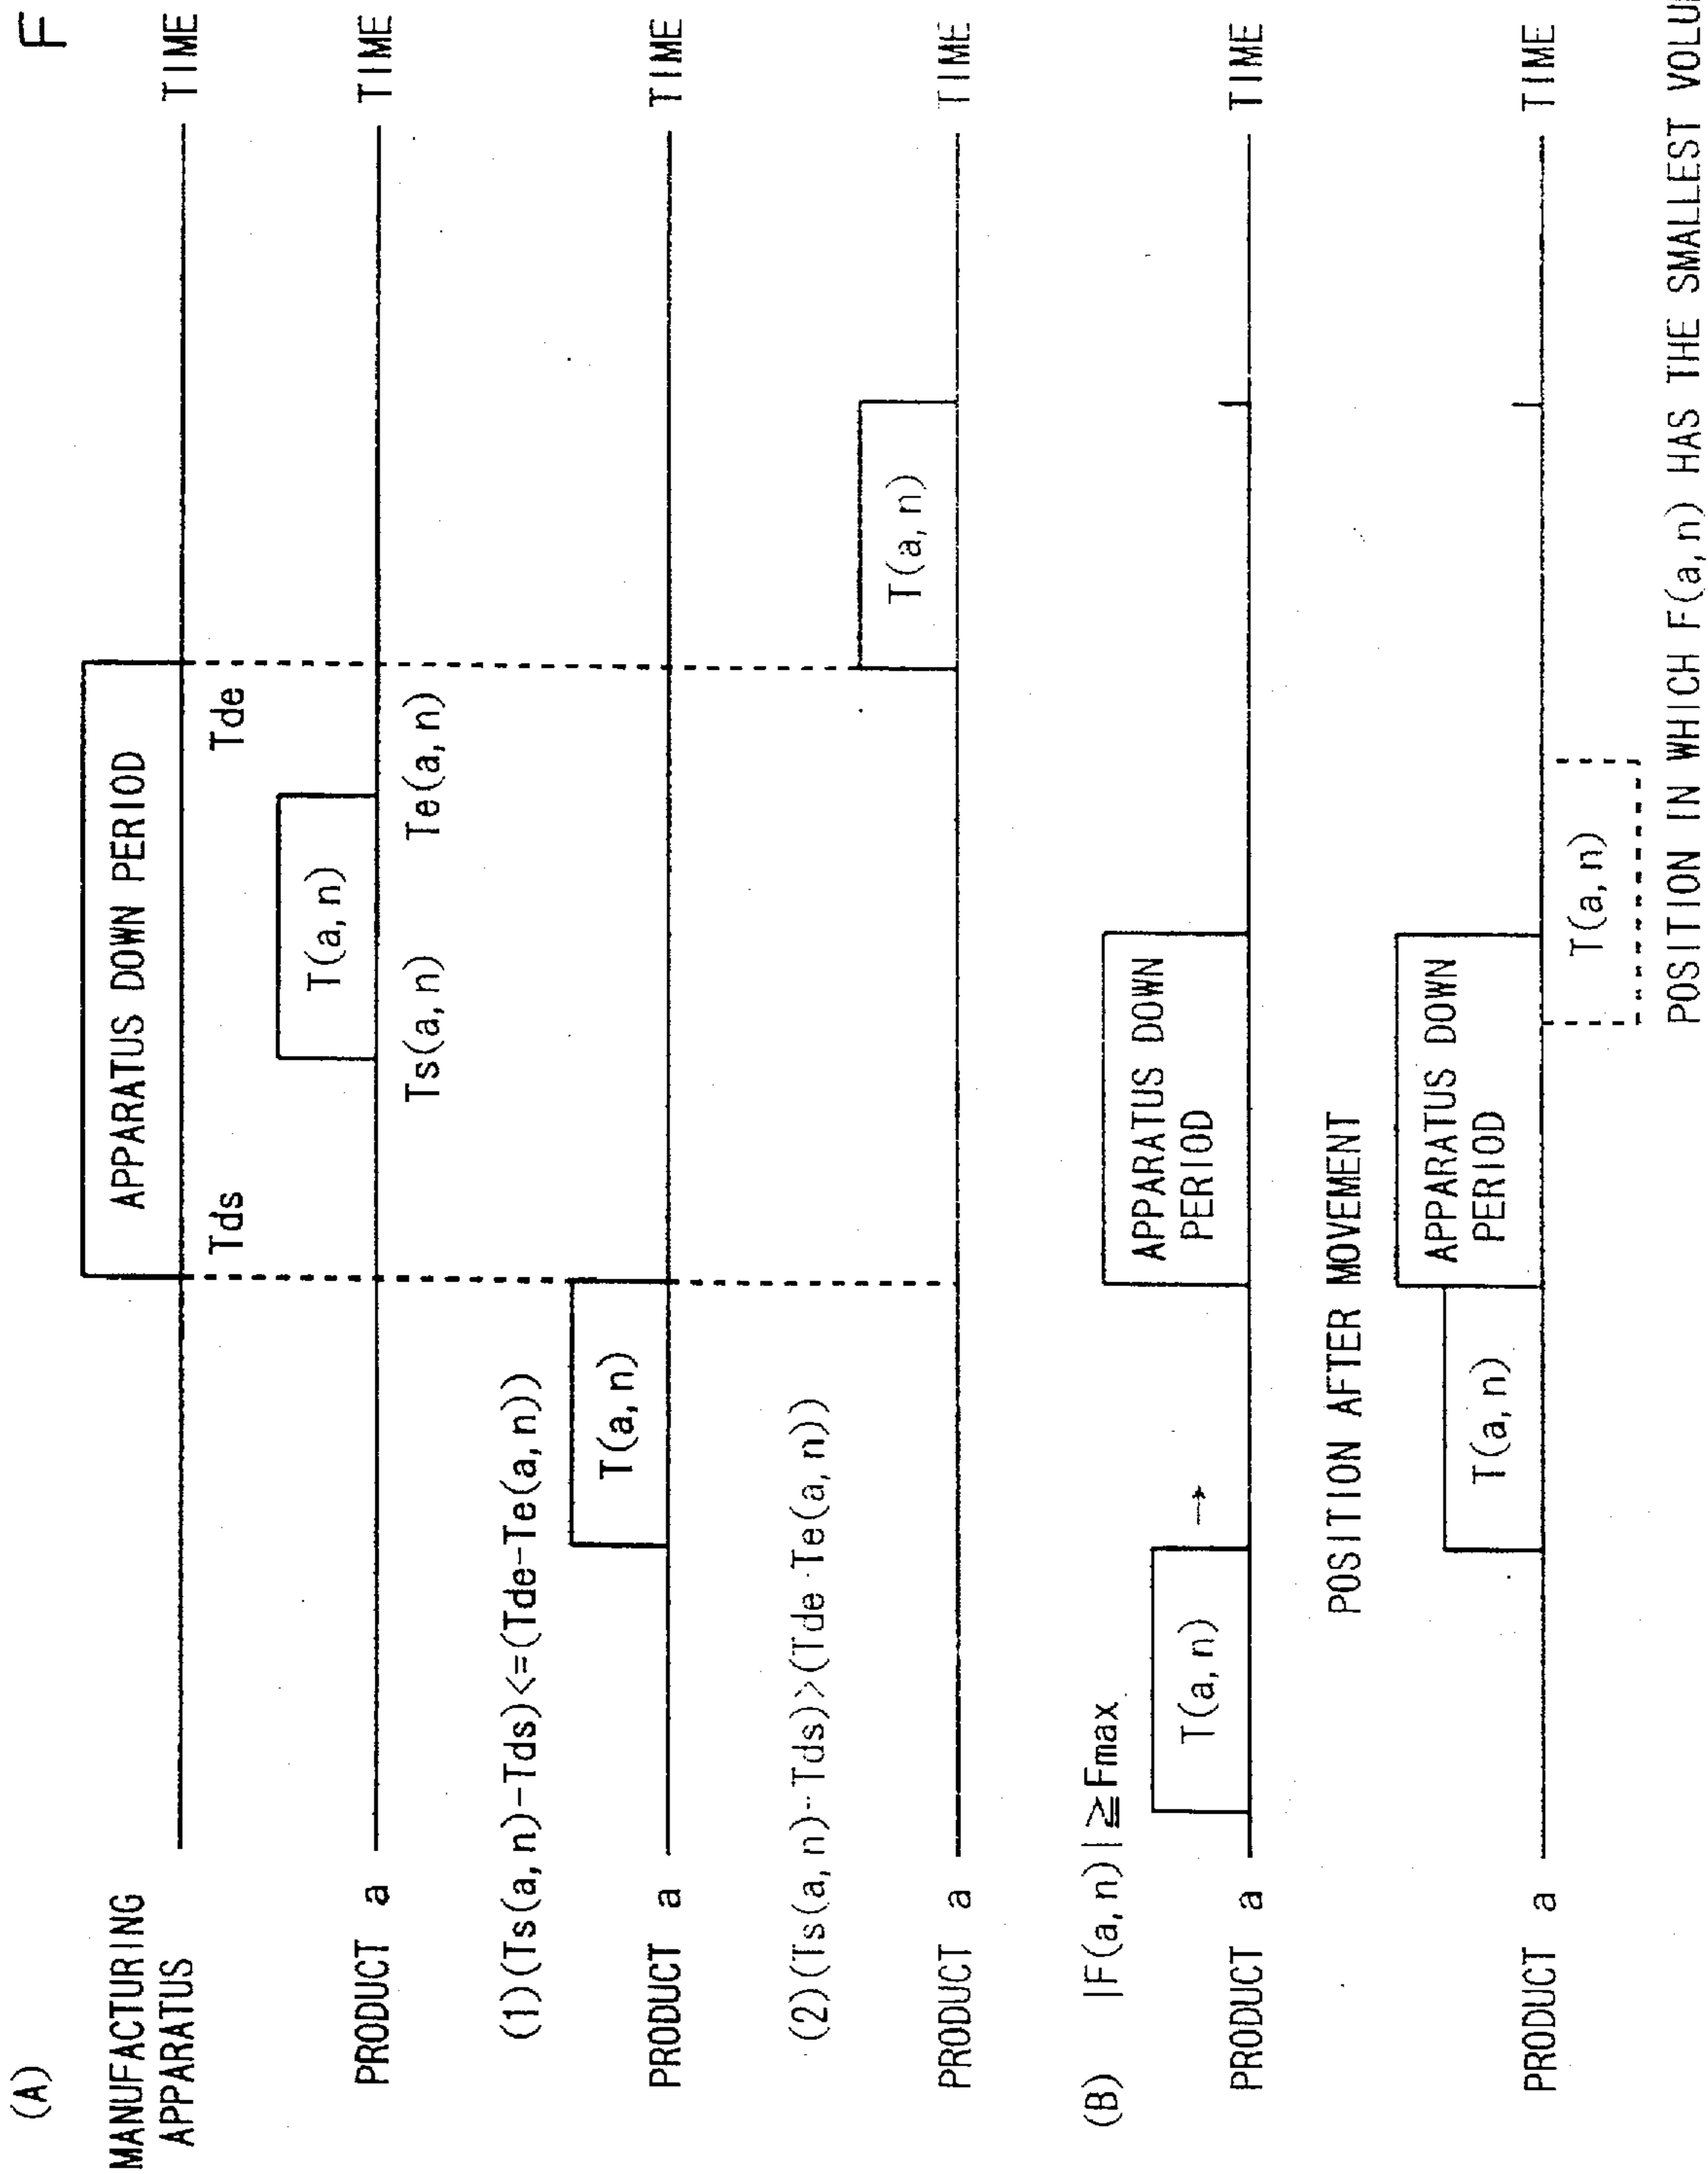 F
(A)
MANUFACTURING
APPARATUS
APPARATUS DOWN PERIOD
TIME
Tds
Tde
PRODUCT a
T(a,n)
TIME
Ts(a,n)
Te(a,n)
(1)(Ts(a,n)-Tds)<=(Tde-Te(a,n))
PRODUCT a
T(a,n)
TIME
(2)(Ts(a,n)-Tds)>(Tde-Te(a,n))
PRODUCT a
T(a,n)
TIME
(B) |F(a,n)|≧Fmax
PRODUCT a
T(a,n)
→
APPARATUS DOWN
PERIOD
TIME
POSITION AFTER MOVEMENT
PRODUCT a
T(a,n)
APPARATUS DOWN
PERIOD
TIME
T(a,n)
POSITION IN WHICH F(a,n) HAS THE SMALLEST